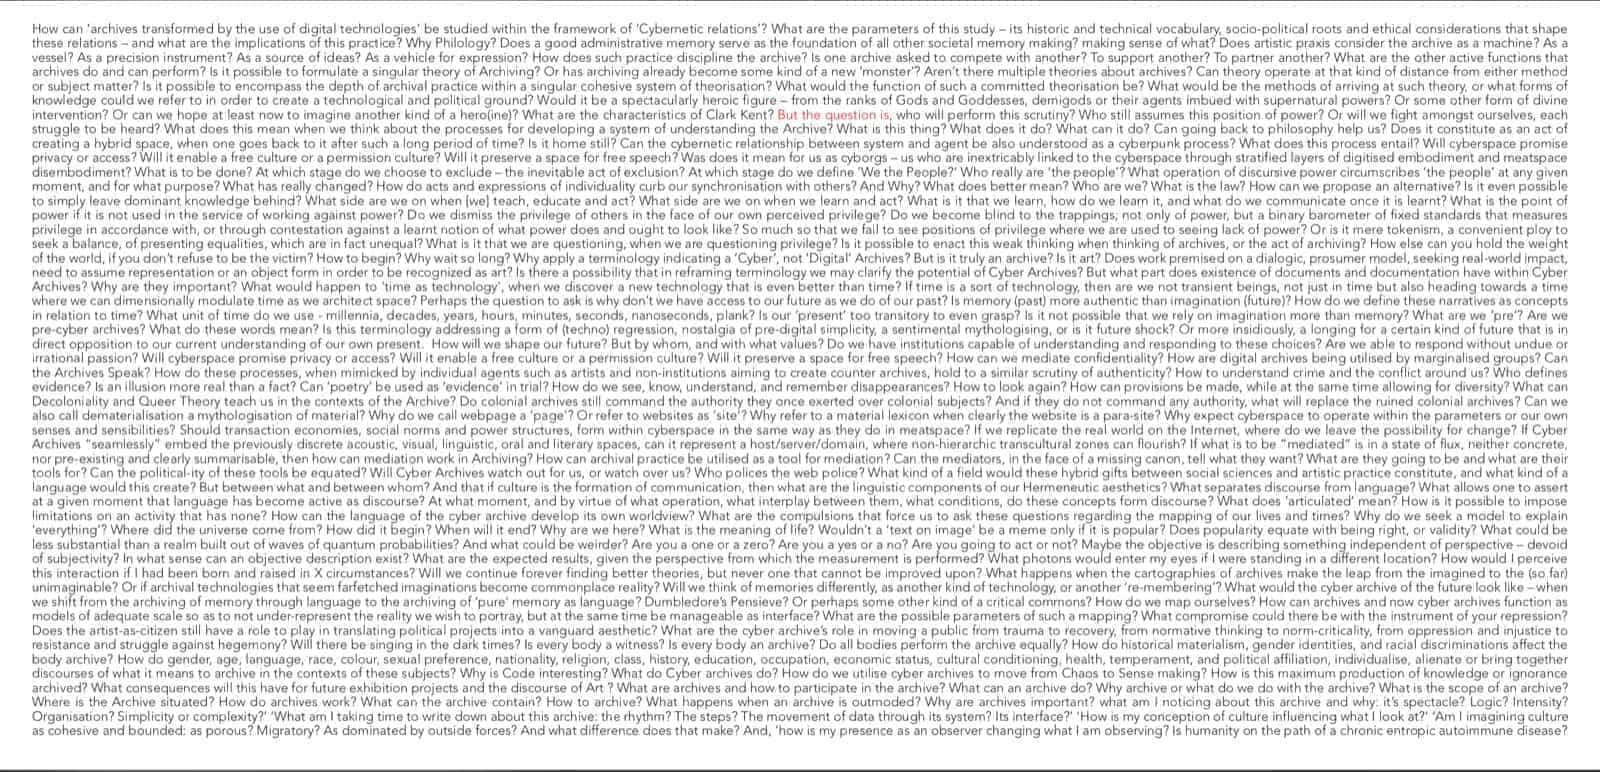 How can 'archives transformed by the use of digital technologies' be studied within the framework of 'Cybernetic relations'? What are the parameters of this study – its historic and technical vocabulary, socio-political roots and ethical considerations that shape
these relations – and what are the implications of this practice? Why Philology? Does a good administrative memory serve as the foundation of all other societal memory making? making sense of what? Does artistic praxis consider the archive as a machine? As a
vessel? As a precision instrument? As a source of ideas? As a vehicle for expression? How does such practice discipline the archive? Is one archive asked to compete with another? To support another? To partner another? What are the other active functions that
archives do and can perform? Is it possible to formulate a singular theory of Archiving? Or has archiving already become some kind of a new 'monster'? Aren't there multiple theories about archives? Can theory operate at that kind of distance from either method
or subject matter? Is it possible to encompass the depth of archival practice within a singular cohesive system of theorisation? What would the function of such a committed theorisation be? What would be the methods of arriving at such theory, or what forms of
knowledge could we refer to in order to create a technological and political ground? Would it be a spectacularly heroic figure – from the ranks of Gods and Goddesses, demigods or their agents imbued with supernatural powers? Or some other form of divine
intervention? Or can we hope at least now to imagine another kind of a hero(ine)? What are the characteristics of Clark Kent? But the question is, who will perform this scrutiny? Who still assumes this position of power? Or will we fight amongst ourselves, each
struggle to be heard? What does this mean when we think about the processes for developing a system of understanding the Archive? What is this thing? What does it do? What can it do? Can going back to philosophy help us? Does it constitute as an act of
creating a hybrid space, when one goes back to it after such a long period of time? Is it home still? Can the cybernetic relationship between system and agent be also understood as a cyberpunk process? What does this process entail? Will cyberspace promise
privacy or access? Will it enable a free culture or a permission culture? Will it preserve a space for free speech? Was does it mean for us as cyborgs – us who are inextricably linked to the cyberspace through stratified layers of digitised embodiment and meatspace
disembodiment? What is to be done? At which stage do we choose to exclude – the inevitable act of exclusion? At which stage do we define 'We the People?' Who really are 'the people'? What operation of discursive power circumscribes 'the people' at any given
moment, and for what purpose? What has really changed? How do acts and expressions of individuality curb our synchronisation with others? And Why? What does better mean? Who are we? What is the law? How can we propose an alternative? Is it even possible
to simply leave dominant knowledge behind? What side are we on when [we] teach, educate and act? What side are we on when we learn and act? What is it that we learn, how do we learn it, and what do we communicate once it is learnt? What is the point of
power if it is not used in the service of working against power? Do we dismiss the privilege of others in the face of our own perceived privilege? Do we become blind to the trappings; not only of power, but a binary barometer of fixed standards that measures
privilege in accordance with, or through contestation against a learnt notion of what power does and ought to look like? So much so that we fail to see positions of privilege where we are used to seeing lack of power? Or is it mere tokenism, a convenient ploy to
seek a balance, of presenting equalities, which are in fact unequal? What is it that we are questioning, when we are questioning privilege? Is it possible to enact this weak thinking when thinking of archives, or the act of archiving? How else can you hold the weight
of the world, if you don't refuse to be the victim? How to begin? Why wait so long? Why apply a terminology indicating a 'Cyber', not 'Digital' Archives? But is it truly an archive? Is it art? Does work premised on a dialogic, prosumer model, seeking real-world impact,
need to assume representation or an object form in order to be recognized as art? Is there a possibility that in reframing terminology we may clarify the potential of Cyber Archives? But what part does existence of documents and documentation have within Cyber
Archives? Why are they important? What would happen to 'time as technology', when we discover a new technology that is even better than time? If time is a sort of technology, then are we not transient beings, not just in time but also heading towards a time
where we can dimensionally modulate time as we architect space? Perhaps the question to ask is why don't we have access to our future as we do of our past? Is memory (past) more authentic than imagination (future)? How do we define these narratives as concepts
in relation to time? What unit of time do we use - millennia, decades, years, hours, minutes, seconds, nanoseconds, plank? Is our 'present' too transitory to even grasp? Is it not possible that we rely on imagination more than memory? What are we 'pre'? Are we
pre-cyber archives? What do these words mean? Is this terminology addressing a form of (techno) regression, nostalgia of pre-digital simplicity, a sentimental mythologising, or is it future shock? Or more insidiously, a longing for a certain kind of future that is in
direct opposition to our current understanding of our own present. How will we shape our future? But by whom, and with what values? Do we have institutions capable of understanding and responding to these choices? Are we able to respond without undue or
irrational passion? Will cyberspace promise privacy or access? Will it enable a free culture or a permission culture? Will it preserve a space for free speech? How can we mediate confidentiality? How are digital archives being utilised by marginalised groups? Can
the Archives Speak? How do these processes, when mimicked by individual agents such as artists and non-institutions aiming to create counter archives, hold to a similar scrutiny of authenticity? How to understand crime and the conflict around us? Who defines
evidence? Is an illusion more real than a fact? Can 'poetry' be used as 'evidence' in trial? How do we see, know, understand, and remember disappearances? How to look again? How can provisions be made, while at the same time allowing for diversity? What can
Decoloniality and Queer Theory teach us in the contexts of the Archive? Do colonial archives still command the authority they once exerted over colonial subjects? And if they do not command any authority, what will replace the ruined colonial archives? Can we
also call dematerialisation a mythologisation of material? Why do we call webpage a 'page'? Or refer to websites as 'site'? Why refer to a material lexicon when clearly the website is a para-site? Why expect cyberspace to operate within the parameters or our own
senses and sensibilities? Should transaction economies, social norms and power structures, form within cyberspace in the same way as they do in meatspace? If we replicate the real world on the Internet, where do we leave the possibility for change? If Cyber
Archives "seamlessly" embed the previously discrete acoustic, visual, linguistic, oral and literary spaces, can it represent a host/server/domain, where non-hierarchic transcultural zones can flourish? If what is to be "mediated" is in a state of flux, neither concrete,
nor pre-existing and clearly summarisable, then how can mediation work in Archiving? How can archival practice be utilised as a tool for mediation? Can the mediators, in the face of a missing canon, tell what they want? What are they going to be and what are their
tools for? Can the political-ity of these tools be equated? Will Cyber Archives watch out for us, or watch over us? Who polices the web police? What kind of a field would these hybrid gifts between social sciences and artistic practice constitute, and what kind of a
language would this create? But between what and between whom? And that if culture is the formation of communication, then what are the linguistic components of our Hermeneutic aesthetics? What separates discourse from language? What allows one to assert
at a given moment that language has become active as discourse? At what moment, and by virtue of what operation, what interplay between them, what conditions, do these concepts form discourse? What does 'articulated' mean? How is it possible to impose
limitations on an activity that has none? How can the language of the cyber archive develop its own worldview? What are the compulsions that force us to ask these questions regarding the mapping of our lives and times? Why do we seek a model to explain
'everything'? Where did the universe come from? How did it begin? When will it end? Why are we here? What is the meaning of life? Wouldn't a 'text on image' be a meme only if it is popular? Does popularity equate with being right, or validity? What could be
less substantial than a realm built out of waves of quantum probabilities? And what could be weirder? Are you a one or a zero? Are you a yes or a no? Are you going to act or not? Maybe the objective is describing something independent of perspective – devoid
of subjectivity? In what sense can an objective description exist? What are the expected results, given the perspective from which the measurement is performed? What photons would enter my eyes if I were standing in a different location? How would I perceive
this interaction if I had been born and raised in X circumstances? Will we continue forever finding better theories, but never one that cannot be improved upon? What happens when the cartographies of archives make the leap from the imagined to the (so far)
unimaginable? Or if archival technologies that seem farfetched imaginations become commonplace reality? Will we think of memories differently, as another kind of technology, or another 're-membering'? What would the cyber archive of the future look like – when
we shift from the archiving of memory through language to the archiving of 'pure' memory as language? Dumbledore's Pensieve? Or perhaps some other kind of a critical commons? How do we map ourselves? How can archives and now cyber archives function as
models of adequate scale so as to not under-represent the reality we wish to portray, but at the same time be manageable as interface? What are the possible parameters of such a mapping? What compromise could there be with the instrument of your repression?
Does the artist-as-citizen still have a role to play in translating political projects into a vanguard aesthetic? What are the cyber archive's role in moving a public from trauma to recovery, from normative thinking to norm-criticality, from oppression and injustice to
resistance and struggle against hegemony? Will there be singing in the dark times? Is every body a witness? Is every body an archive? Do all bodies perform the archive equally? How do historical materialism, gender identities, and racial discriminations affect the
body archive? How do gender, age, language, race, colour, sexual preference, nationality, religion, class, history, education, occupation, economic status, cultural conditioning, health, temperament, and political affiliation, individualise, alienate or bring together
discourses of what it means to archive in the contexts of these subjects? Why is Code interesting? What do Cyber archives do? How do we utilise cyber archives to move from Chaos to Sense making? How is this maximum production of knowledge or ignorance
archived? What consequences will this have for future exhibition projects and the discourse of Art ? What are archives and how to participate in the archive? What can an archive do? Why archive or what do we do with the archive? What is the scope of an archive?
Where is the Archive situated? How do archives work? What can the archive contain? How to archive? What happens when an archive is outmoded? Why are archives important? what am I noticing about this archive and why: it's spectacle? Logic? Intensity?
Organisation? Simplicity or complexity?' 'What am I taking time to write down about this archive: the rhythm? The steps? The movement of data through its system? Its interface?' 'How is my conception of culture influencing what I look at?' 'Am I imagining culture
as cohesive and bounded: as porous? Migratory? As dominated by outside forces? And what difference does that make? And, 'how is my presence as an observer changing what I am observing? Is humanity on the path of a chronic entropic autoimmune disease?